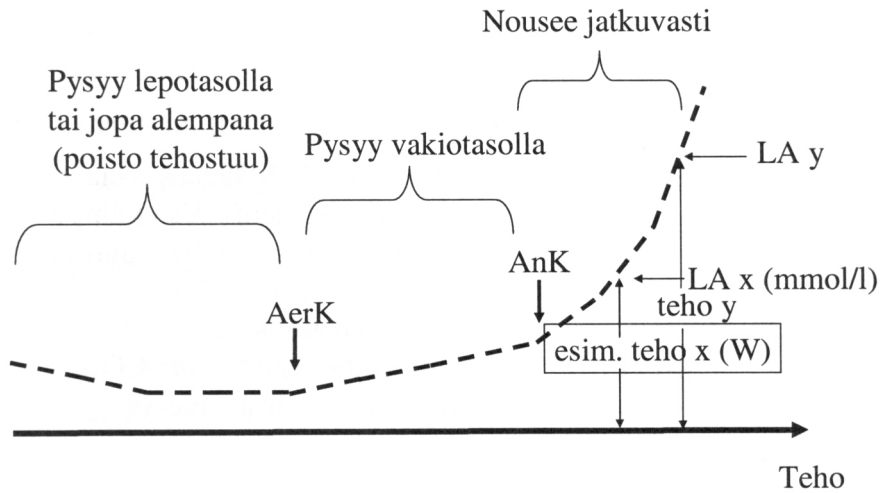 Nousee jatkuvasti
Pysyy lepotasolla
tai jopa alempana
(poisto tehostuu)
Pysyy vakiotasolla
LA y
AnK
LA x (mmol/l)
AerK
teho y
esim. teho x (W)
Teho